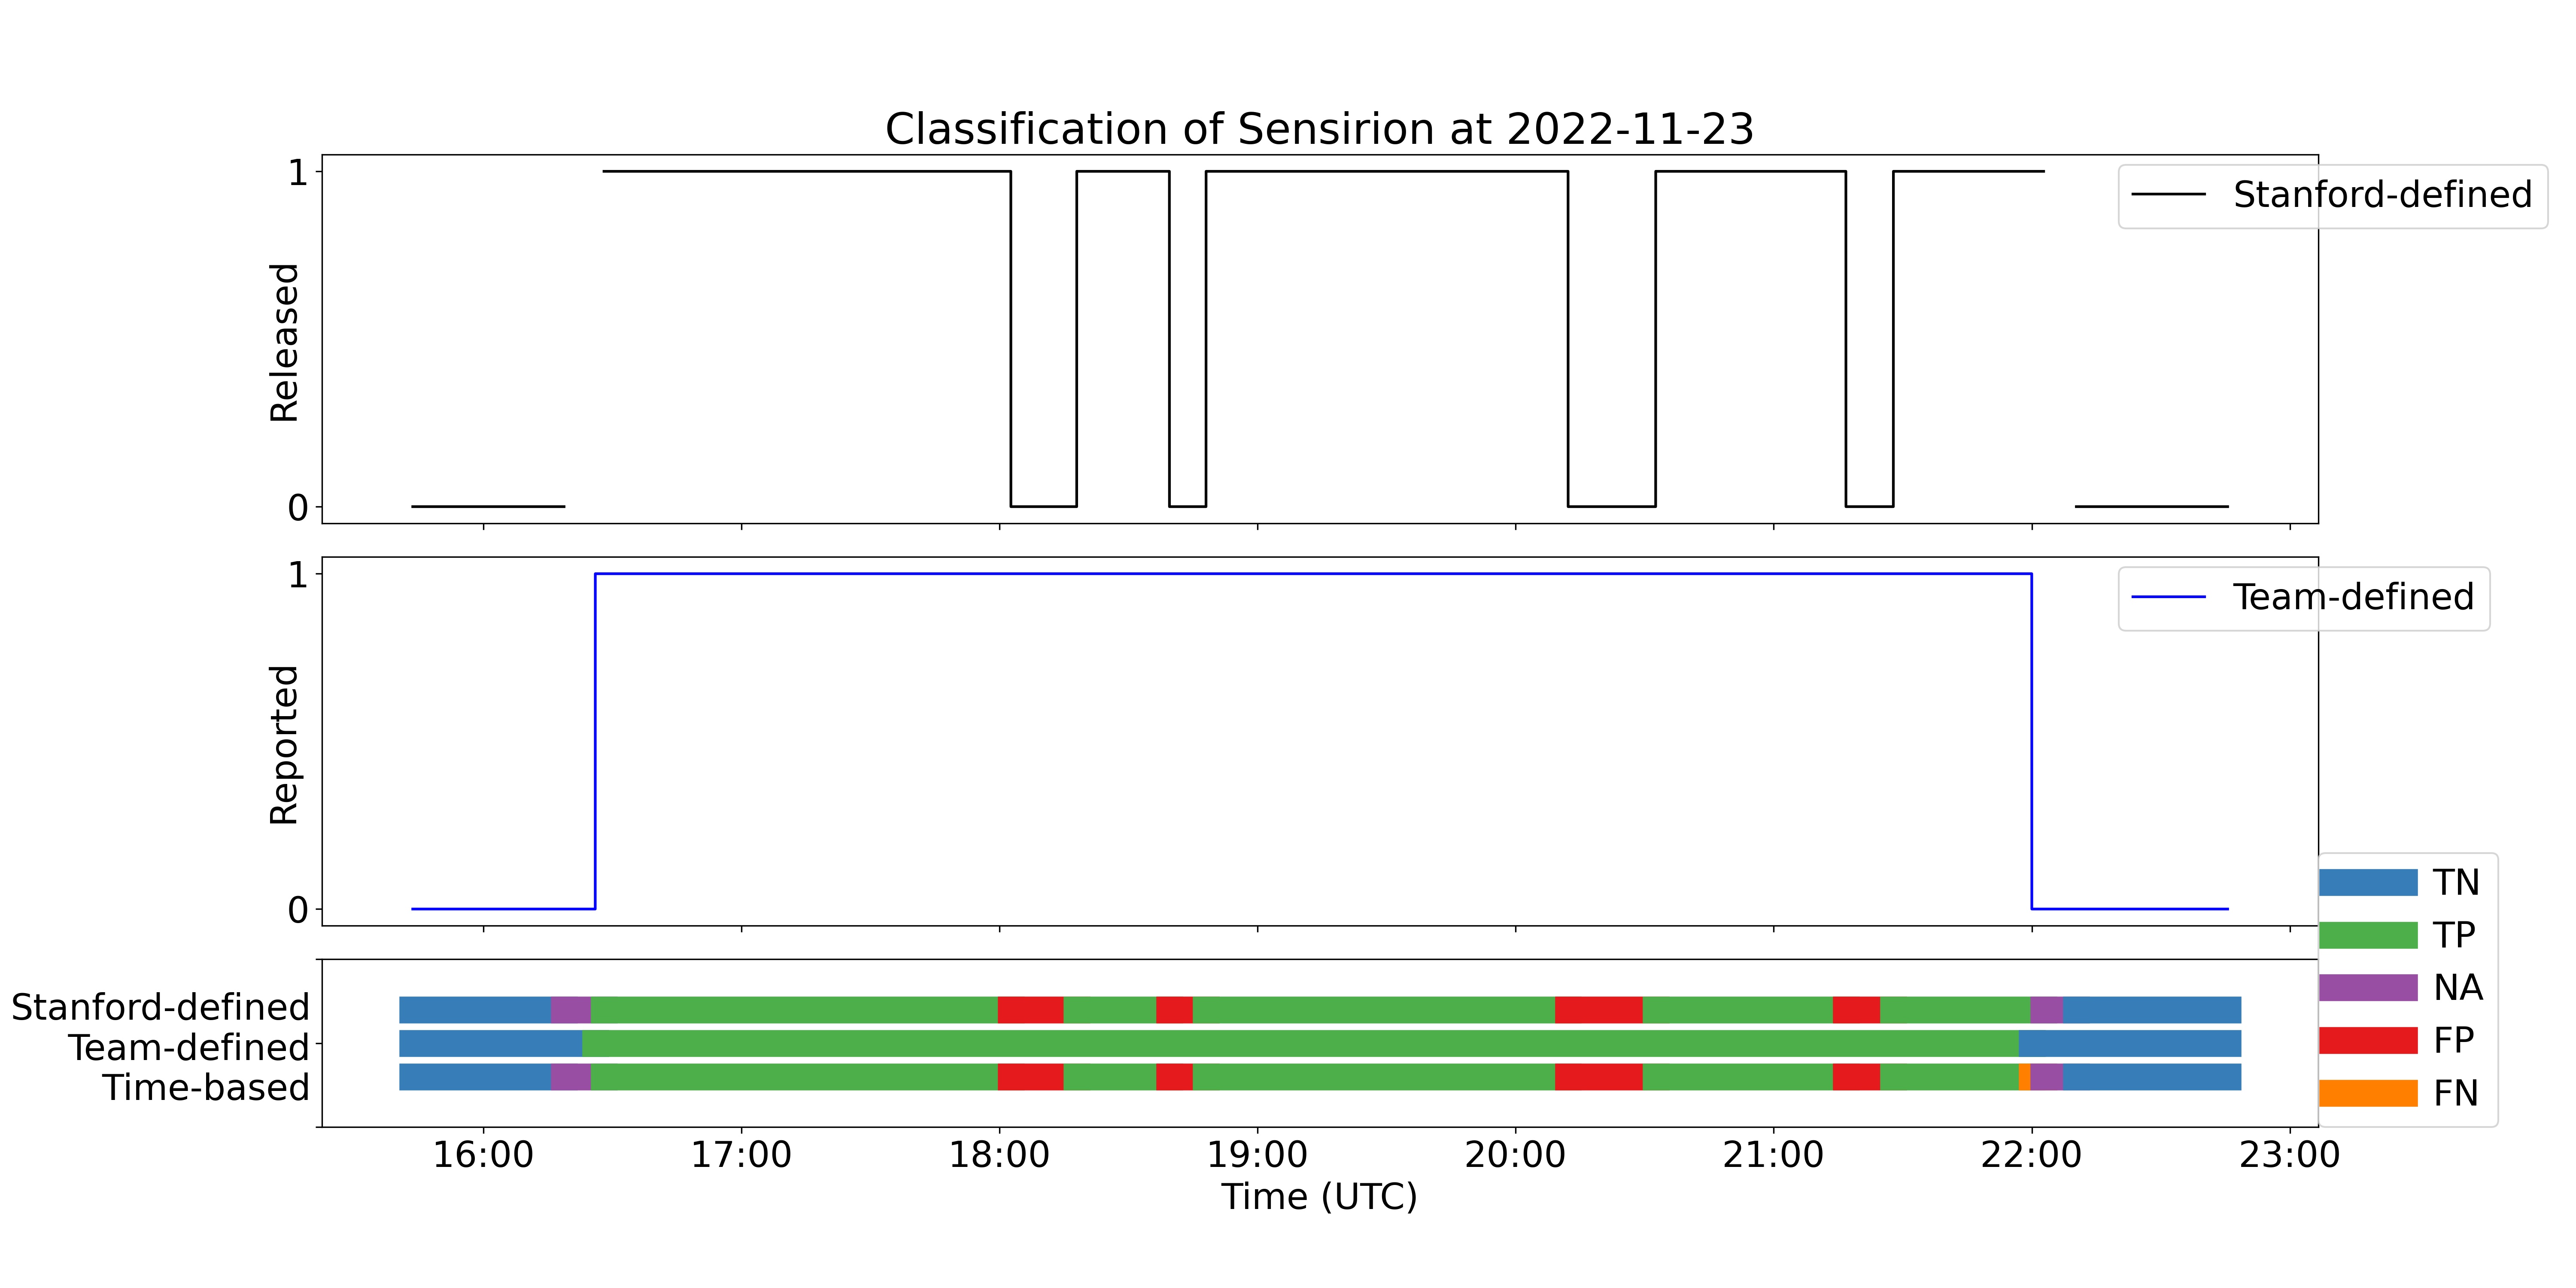 Classification of Sensirion at 2022-11-23
1
Released
0
Stanford-defined
1
Reported
0
Team-defined
TN
TP
NA
FP
FN
Stanford-defined
Team-defined
Time-based
16:00 17:00 18:00 19:00 20:00 21:00 22:00 23:00
Time (UTC)